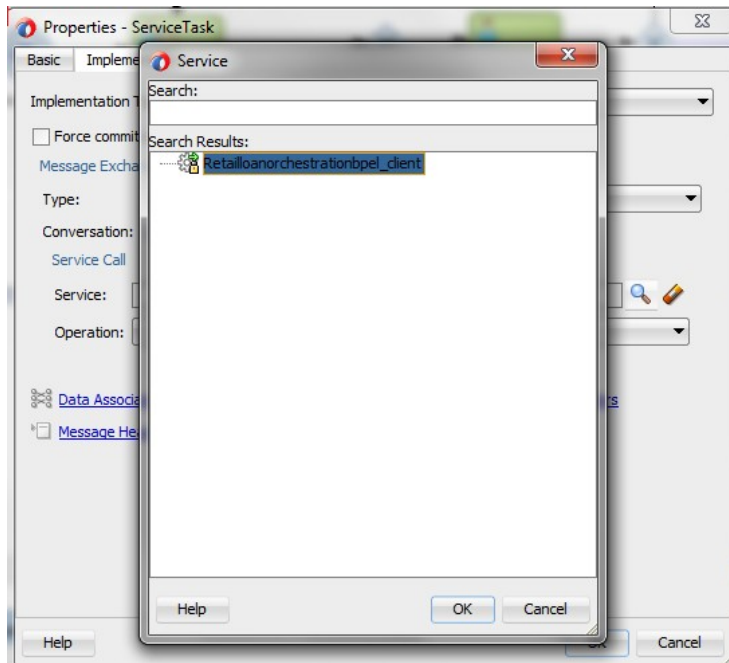 Properties - ServiceTask
Basic Impleme
Service
Implementation T
Search:
Force commit
Search Results:
Message Excha
Retailloanorchestrationbpel_client
Type:
Conversation:
Service Call
Service:
Operation:
Data Associa
rs
Message He
Help OK Cancel
Help Cancel